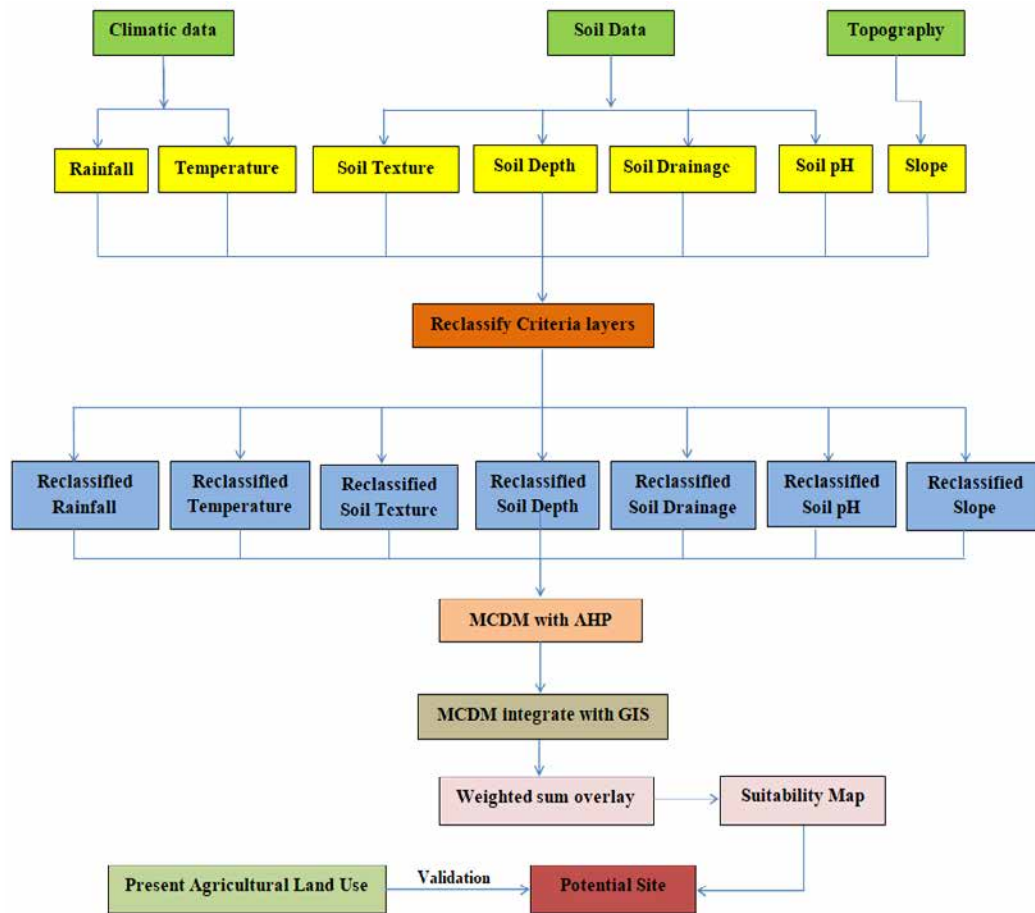 Climatic data
Soil Data
Topography
Rainfall
Temperature
Soil Texture
Soil Depth
Soil Drainage
Soil pH
Slope
Reclassify Criteria layers
Reclassified
Rainfall
Reclassified
Temperature
Reclassified
Soil Texture
Reclassified
Soil Depth
Reclassified
Soil Drainage
Reclassified
Soil pH
Reclassified
Slope
MCDM with AHP
MCDM integrate with GIS
Weighted sum overlay
Suitability Map
Present Agricultural Land Use
Validation
Potential Site